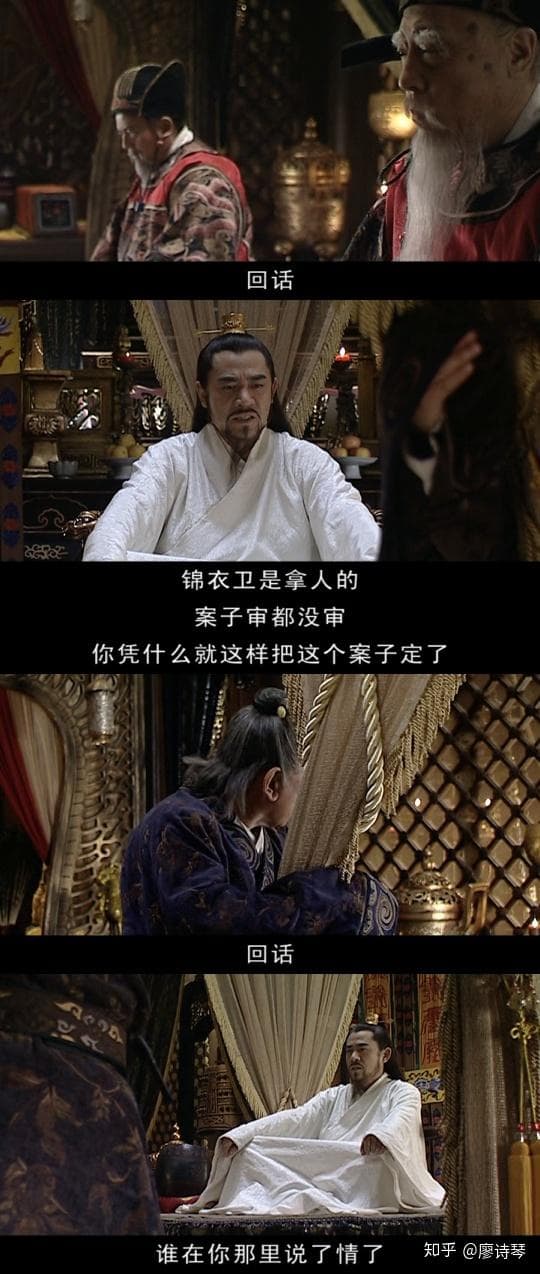 回话
锦衣卫是拿人的
案子审都没审
你凭什么就这样把这个案子定了
回话
谁在你那里说了情了
知乎 @廖诗琴